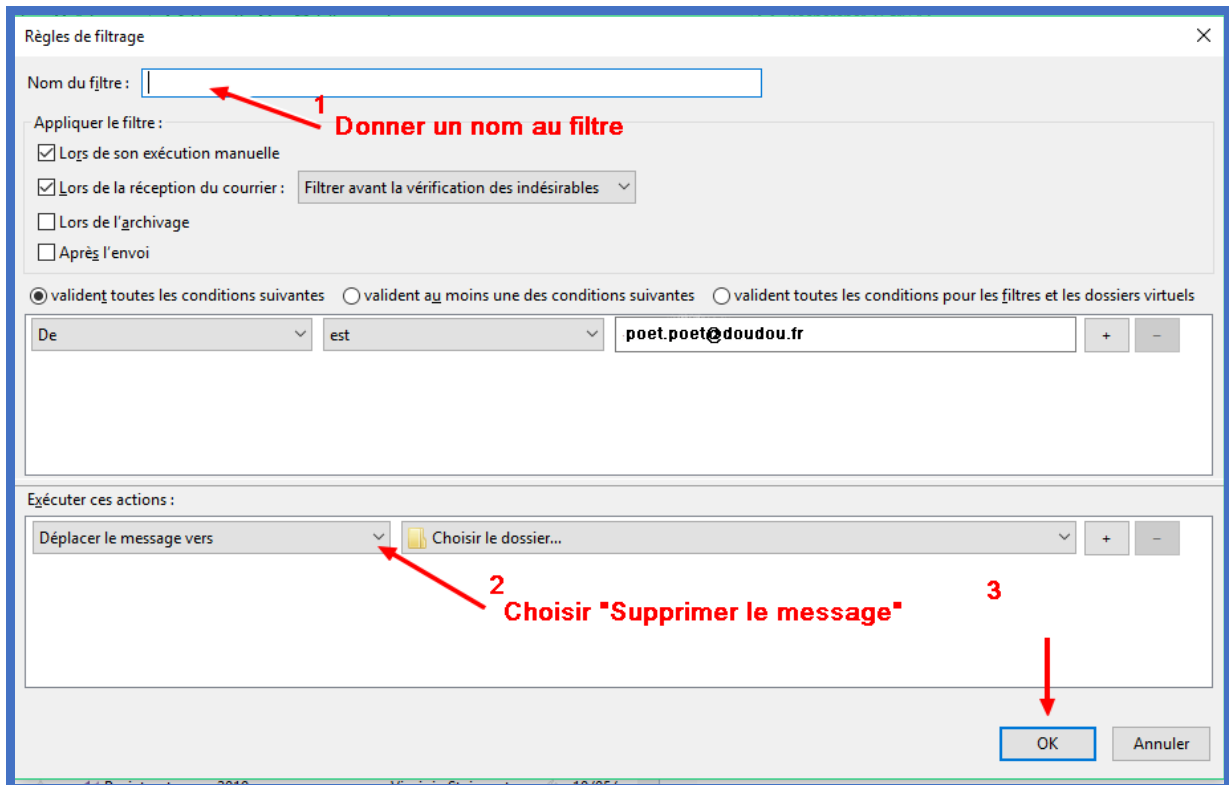 Règles de filtrage
Nom du filtre :
1
Donner un nom au filtre
Appliquer le filtre :
Lors de son exécution manuelle
Lors de la réception du courrier : Filtrer avant la vérification des indésirables
Lors de l'archivage
Après l'envoi
valident toutes les conditions suivantes valident au moins une des conditions suivantes valident toutes les conditions pour les filtres et les dossiers virtuels
De est poet.poet@doudou.fr + -
Exécuter ces actions :
Déplacer le message vers Choisir le dossier... + -
2
Choisir "Supprimer le message"
3
OK Annuler